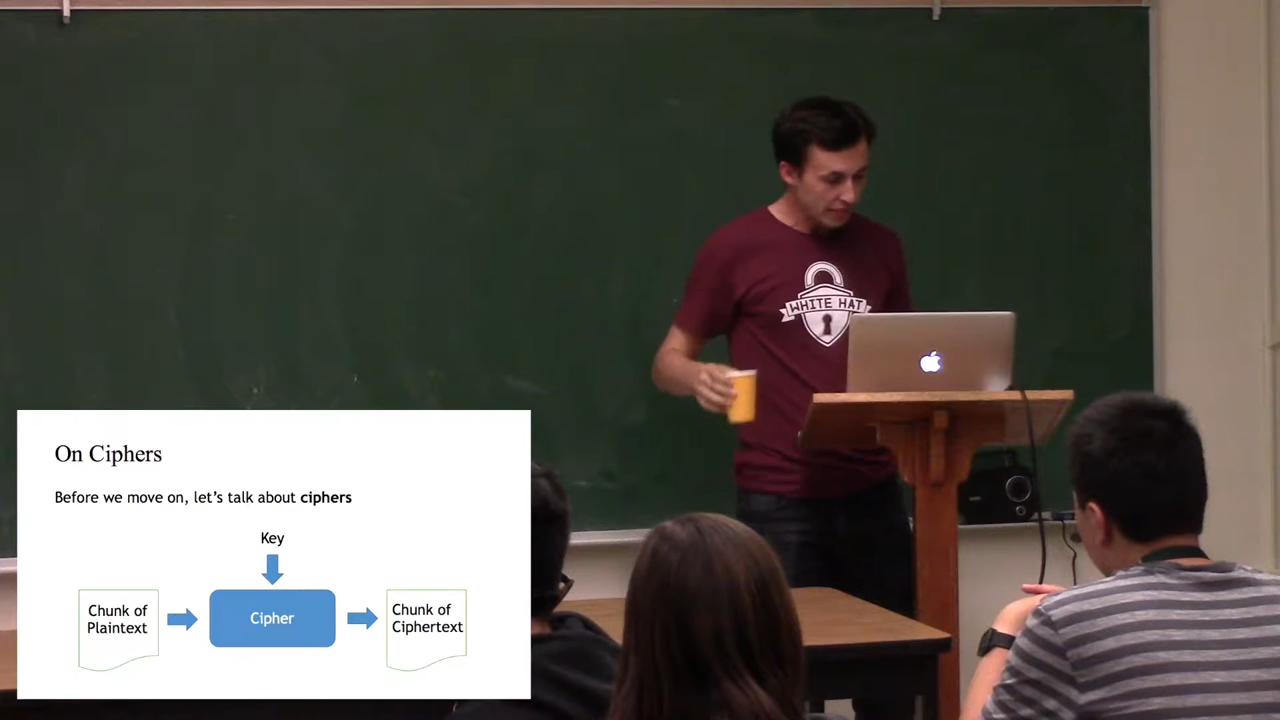 WHITE HAT
On Ciphers
Before we move on, let's talk about ciphers
Key
Chunk of
Plaintext
Cipher
Chunk of
Ciphertext